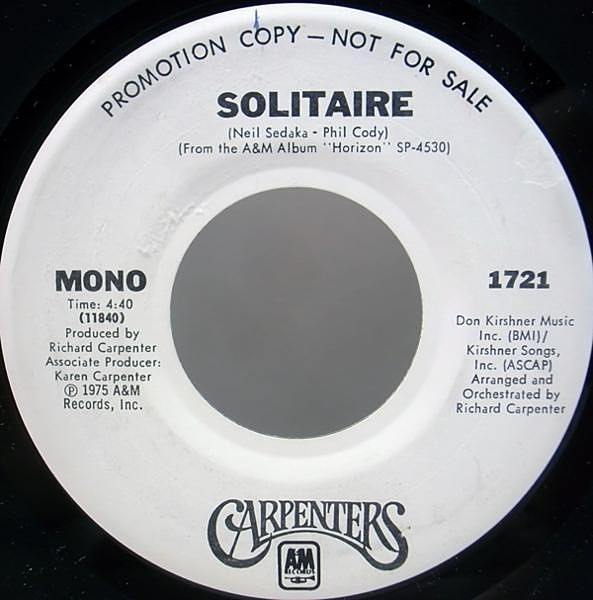 PROMOTION COPY — NOT FOR SALE
SOLITAIRE
(Neil Sedaka - Phil Cody)
(From the A&M Album "Horizon" SP-4530)
MONO
Time: 4:40
(11840)
Produced by
Richard Carpenter
Associate Producer:
Karen Carpenter
Ⓟ 1975 A&M
Records, Inc.
1721
Don Kirshner Music
Inc. (BMI)/
Kirshner Songs,
Inc. (ASCAP)
Arranged and
Orchestrated by
Richard Carpenter
CARPENTERS
A&M
RECORDS